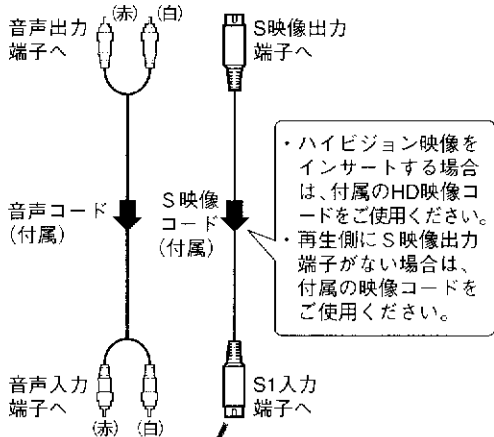 音声出力
端子へ
(赤)
(白)
S映像出力
端子へ
・ハイビジョン映像を
インサートする場合
は、付属のHD映像コ
ードをご使用ください。
・再生側にS映像出力
端子がない場合は、
付属の映像コードを
ご使用ください。
音声コード
(付属)
S映像
コード
(付属)
音声入力
端子へ
(赤)
(白)
S1入力
端子へ